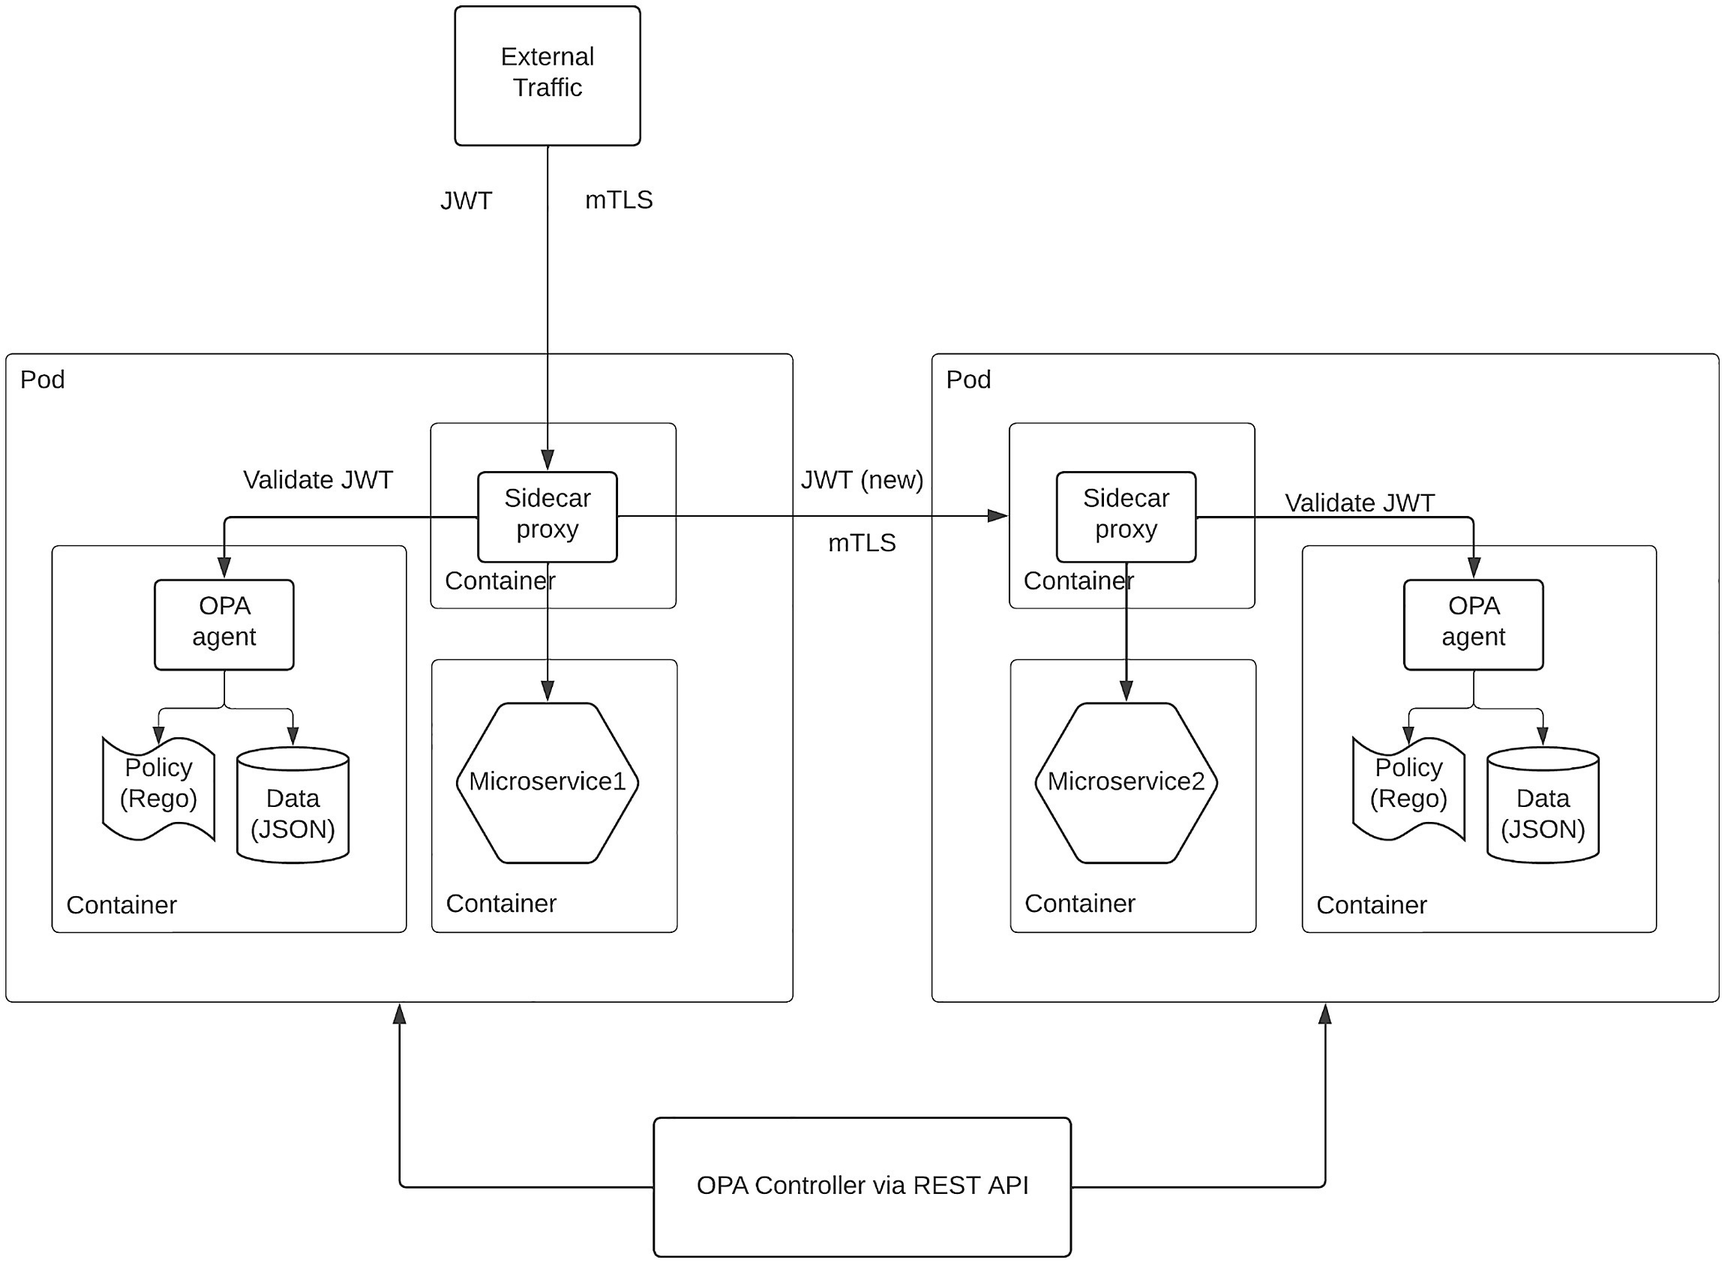 External
Traffic
JWT
mTLS
Pod
Validate JWT
Sidecar
proxy
Container
OPA
agent
Policy
(Rego)
Data
(JSON)
Container
Microservice1
Container
JWT (new)
mTLS
Pod
Sidecar
proxy
Container
Validate JWT
Microservice2
Container
OPA
agent
Policy
(Rego)
Data
(JSON)
Container
OPA Controller via REST API